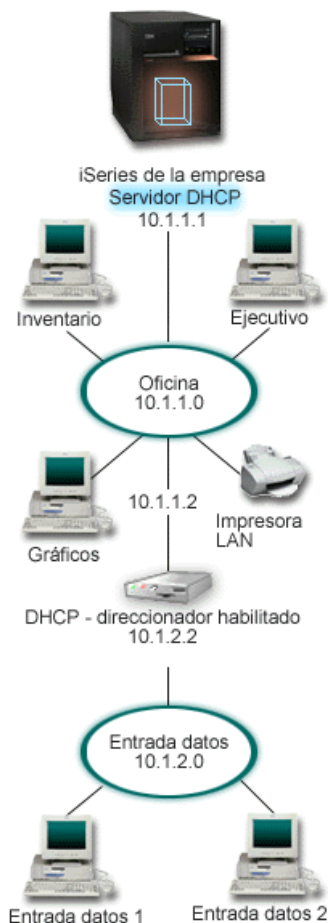 iSeries de la empresa
Servidor DHCP
10.1.1.1
Inventario
Ejecutivo
Oficina
10.1.1.0
Gráficos
10.1.1.2
Impresora
LAN
DHCP - direccionador habilitado
10.1.2.2
Entrada datos
10.1.2.0
Entrada datos 1
Entrada datos 2